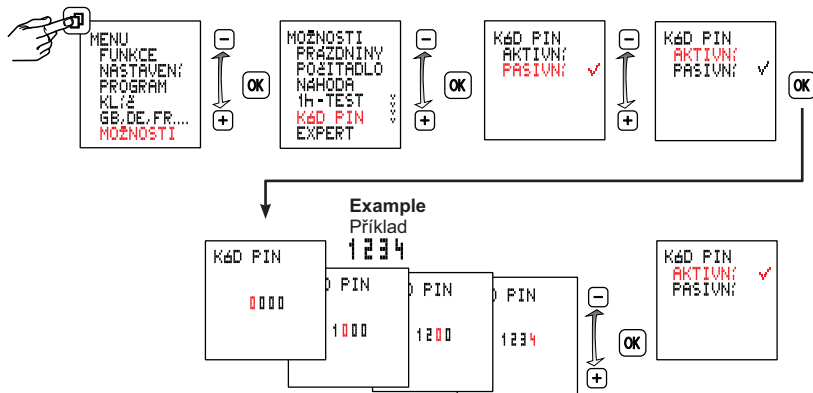 MENU
FUNKCE
NASTAVENÍ
PROGRAM
KLÍČ
GB,DE,FR....
MOŽNOSTI
−
+
OK
MOŽNOSTI
PRÁZDNINY
POČITADLO
NÁHODA
1h-TEST
KÓD PIN
EXPERT
−
+
OK
KÓD PIN
AKTIVNÍ
PASIVNÍ ✓
−
+
KÓD PIN
AKTIVNÍ
PASIVNÍ ✓
OK
Example
Příklad
1234
KÓD PIN
0000
PIN
1000
PIN
1200
PIN
1234
−
+
OK
KÓD PIN
AKTIVNÍ ✓
PASIVNÍ